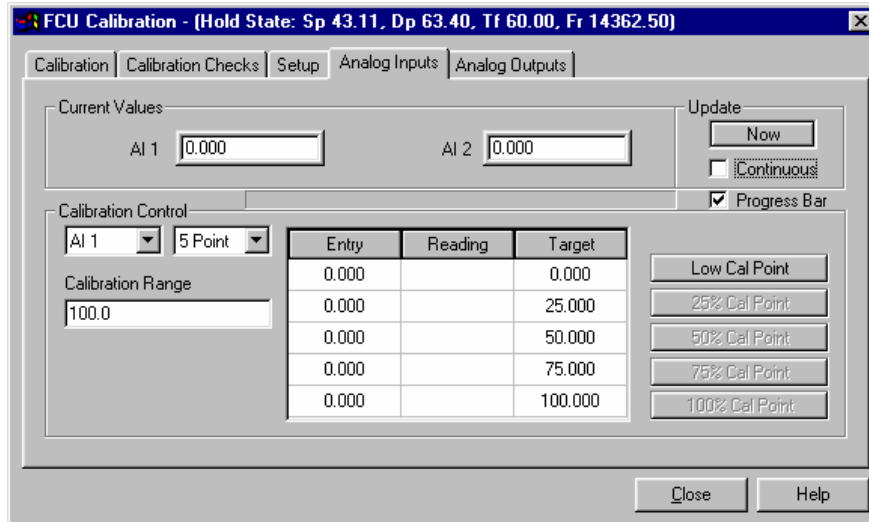 FCU Calibration - (Hold State: Sp 43.11, Dp 63.40, Tf 60.00, Fr 14362.50)
Calibration Calibration Checks Setup Analog Inputs Analog Outputs
Current Values
AI 1 0.000 AI 2 0.000
Update
Now
Continuous
Progress Bar
Calibration Control
AI 1 5 Point
Calibration Range
100.0
Entry Reading Target
0.000 0.000
0.000 25.000
0.000 50.000
0.000 75.000
0.000 100.000
Low Cal Point
25% Cal Point
50% Cal Point
75% Cal Point
100% Cal Point
Close Help